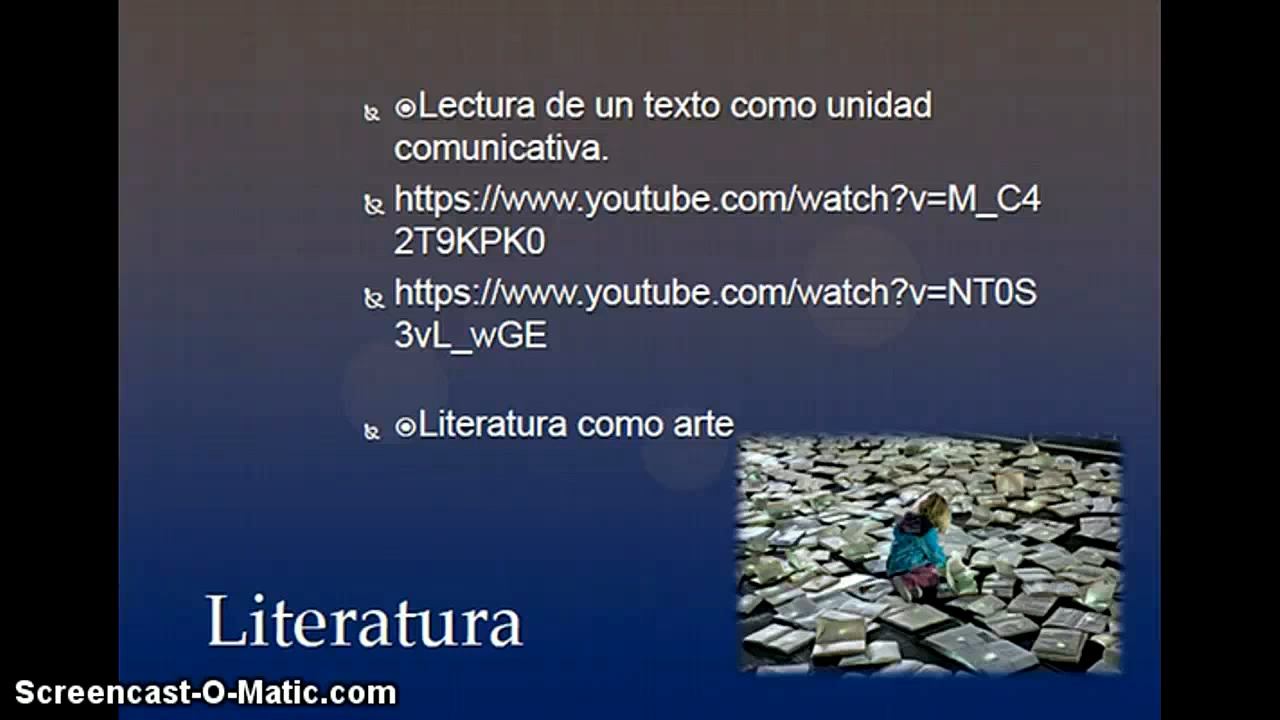 Lectura de un texto como unidad
comunicativa.
https://www.youtube.com/watch?v=M_C4
2T9KPK0
https://www.youtube.com/watch?v=NT0S
3vL_wGE
Literatura como arte
Literatura
Screencast-O-Matic.com